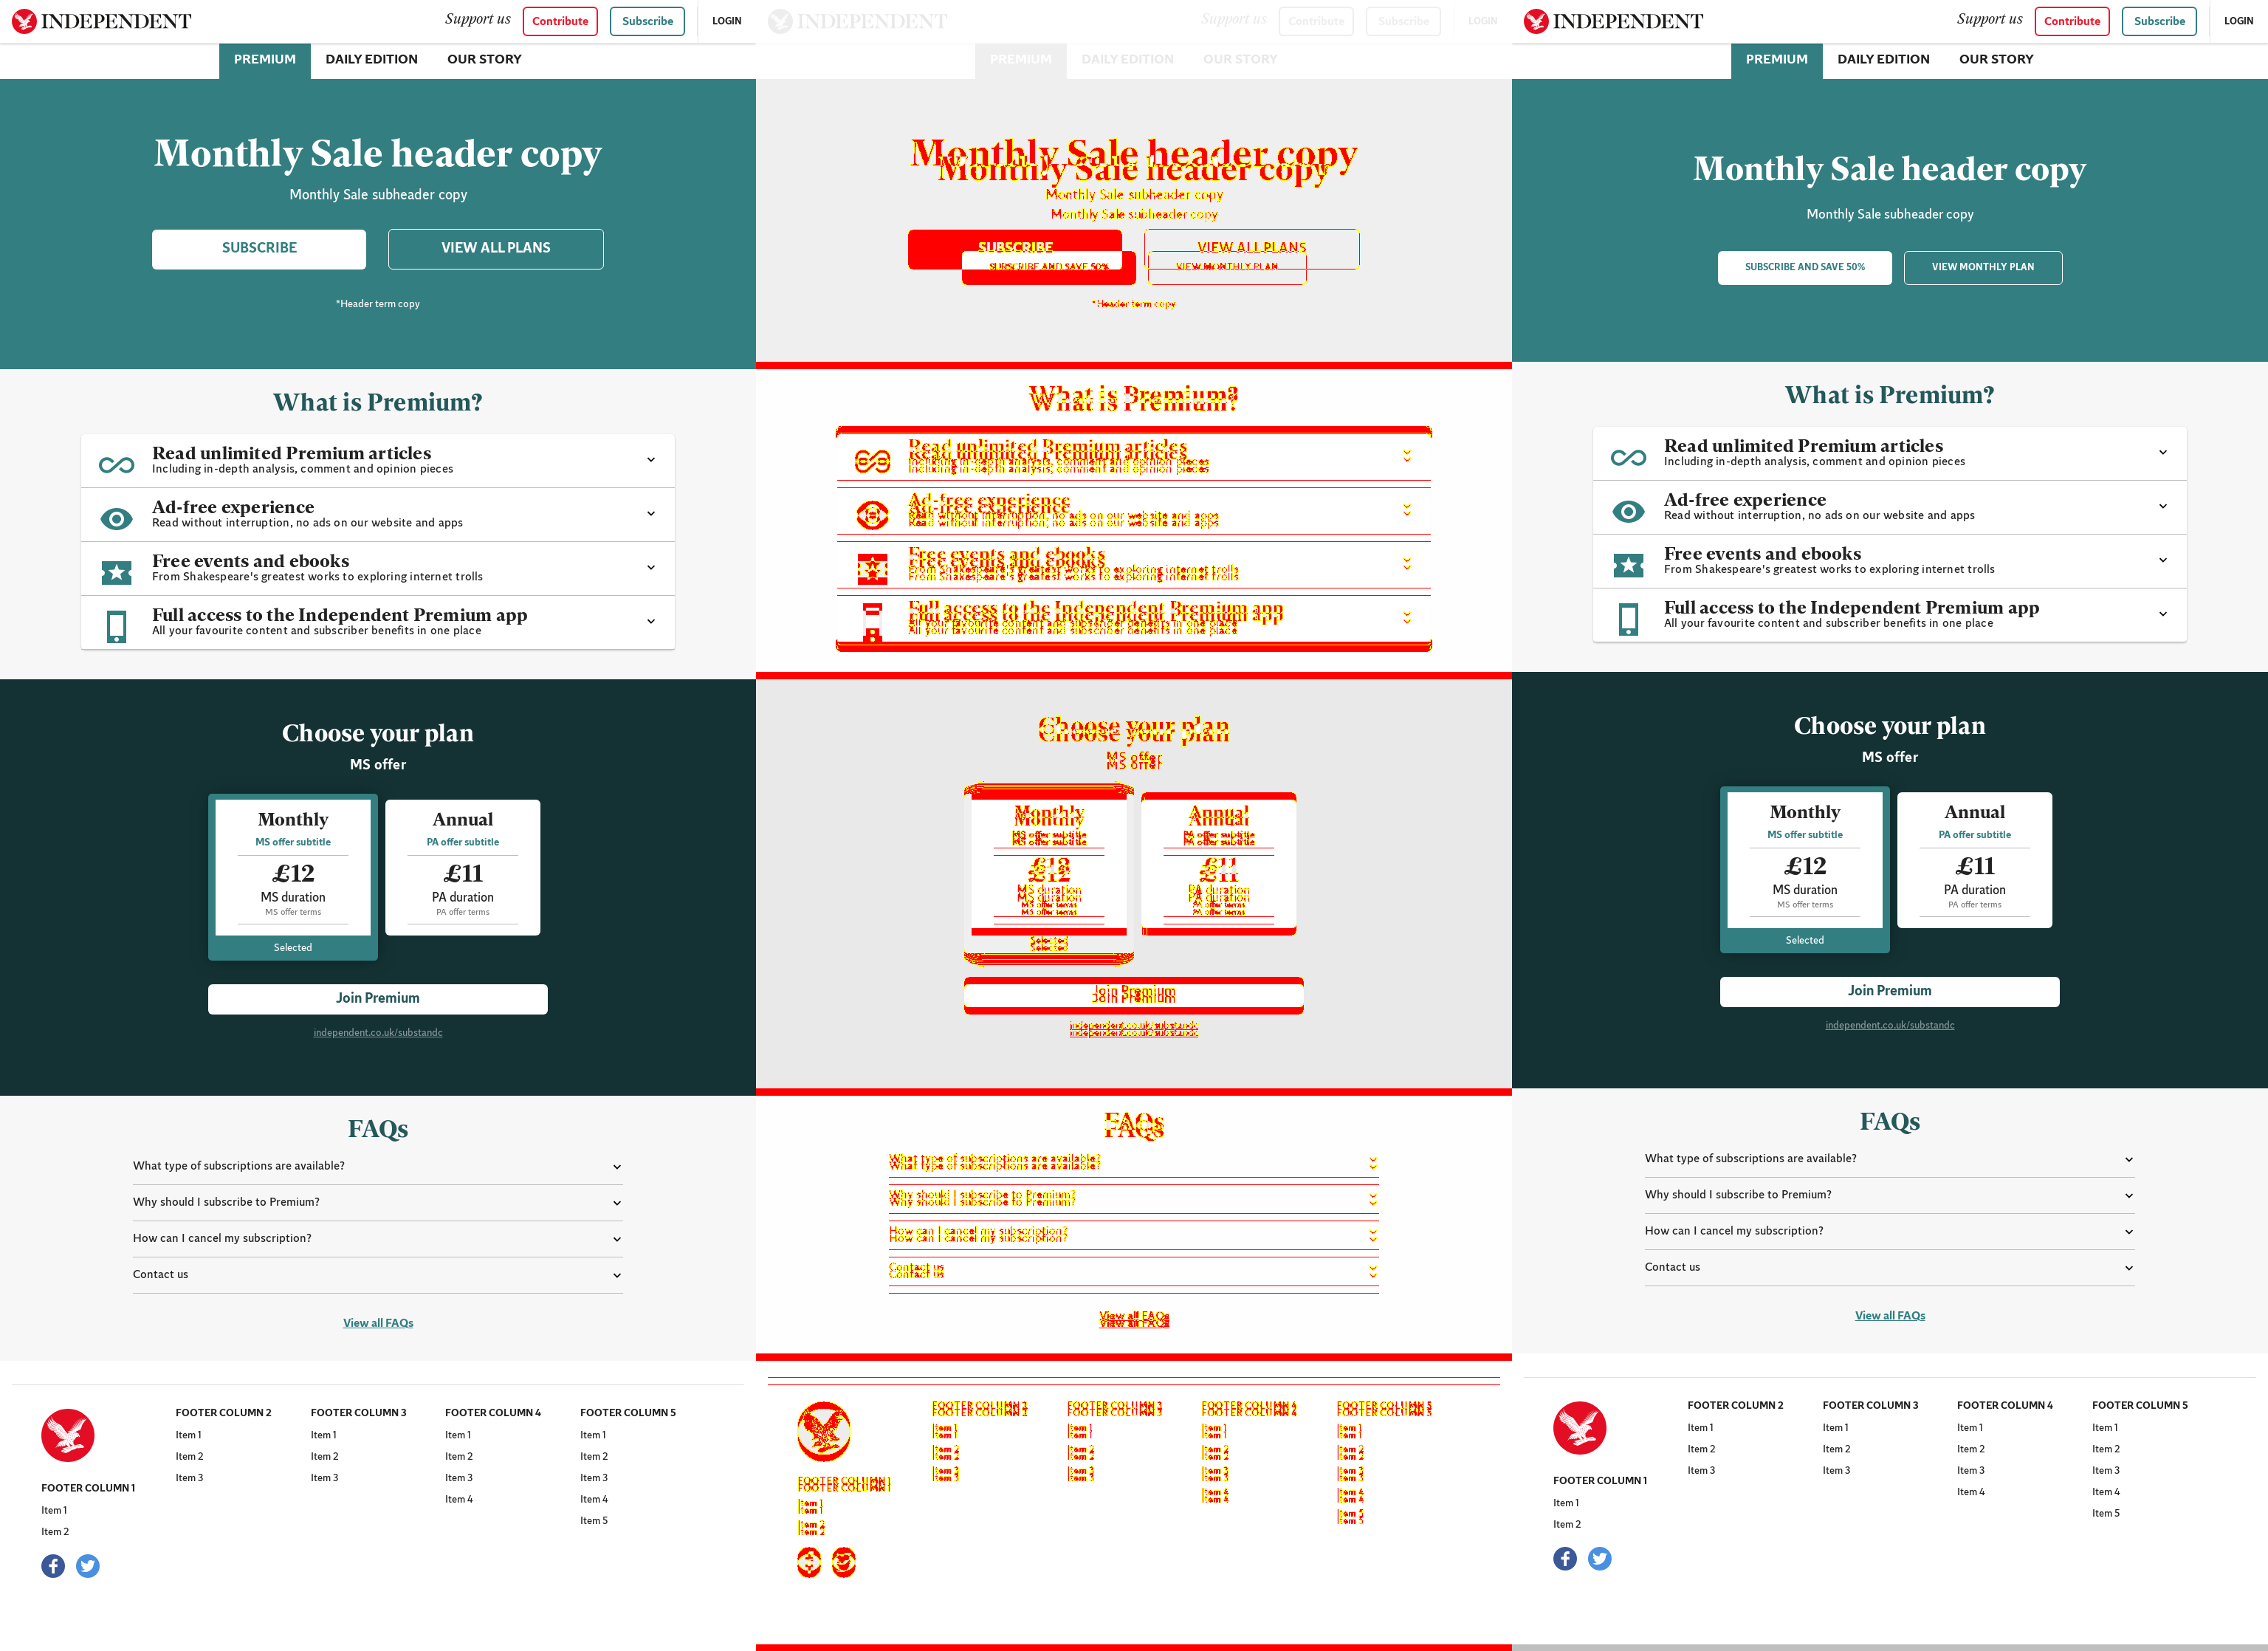 INDEPENDENT
Support us
Contribute
Subscribe
LOGIN
PREMIUM
DAILY EDITION
OUR STORY
Monthly Sale header copy
Monthly Sale subheader copy
SUBSCRIBE
VIEW ALL PLANS
*Header term copy
What is Premium?
Read unlimited Premium articles
Including in-depth analysis, comment and opinion pieces
Ad-free experience
Read without interruption, no ads on our website and apps
Free events and ebooks
From Shakespeare's greatest works to exploring internet trolls
Full access to the Independent Premium app
All your favourite content and subscriber benefits in one place
Choose your plan
MS offer
Monthly
MS offer subtitle
£12
MS duration
MS offer terms
Selected
Annual
PA offer subtitle
£11
PA duration
PA offer terms
Join Premium
independent.co.uk/substandc
FAQs
What type of subscriptions are available?
Why should I subscribe to Premium?
How can I cancel my subscription?
Contact us
View all FAQs
FOOTER COLUMN 1
Item 1
Item 2
FOOTER COLUMN 2
Item 1
Item 2
Item 3
FOOTER COLUMN 3
Item 1
Item 2
Item 3
FOOTER COLUMN 4
Item 1
Item 2
Item 3
Item 4
FOOTER COLUMN 5
Item 1
Item 2
Item 3
Item 4
Item 5
INDEPENDENT
Support us
Contribute
Subscribe
LOGIN
PREMIUM
DAILY EDITION
OUR STORY
Monthly Sale header copy
Monthly Sale header copy
Monthly Sale subheader copy
Monthly Sale subheader copy
SUBSCRIBE
VIEW ALL PLANS
SUBSCRIBE AND SAVE 50%
VIEW MONTHLY PLAN
*Header term copy
What is Premium?
Read unlimited Premium articles
Including in-depth analysis, comment and opinion pieces
Ad-free experience
Read without interruption, no ads on our website and apps
Free events and ebooks
From Shakespeare's greatest works to exploring internet trolls
Full access to the Independent Premium app
All your favourite content and subscriber benefits in one place
Choose your plan
MS offer
Monthly
MS offer subtitle
£12
MS duration
MS offer terms
Annual
PA offer subtitle
£11
PA duration
PA offer terms
Join Premium
independent.co.uk/substandc
FAQs
What type of subscriptions are available?
Why should I subscribe to Premium?
How can I cancel my subscription?
Contact us
View all FAQs
FOOTER COLUMN 1
Item 1
Item 2
FOOTER COLUMN 2
Item 1
Item 2
Item 3
FOOTER COLUMN 3
Item 1
Item 2
Item 3
FOOTER COLUMN 4
Item 1
Item 2
Item 3
Item 4
FOOTER COLUMN 5
Item 1
Item 2
Item 3
Item 4
Item 5
INDEPENDENT
Support us
Contribute
Subscribe
LOGIN
PREMIUM
DAILY EDITION
OUR STORY
Monthly Sale header copy
Monthly Sale subheader copy
SUBSCRIBE AND SAVE 50%
VIEW MONTHLY PLAN
What is Premium?
Read unlimited Premium articles
Including in-depth analysis, comment and opinion pieces
Ad-free experience
Read without interruption, no ads on our website and apps
Free events and ebooks
From Shakespeare's greatest works to exploring internet trolls
Full access to the Independent Premium app
All your favourite content and subscriber benefits in one place
Choose your plan
MS offer
Monthly
MS offer subtitle
£12
MS duration
MS offer terms
Selected
Annual
PA offer subtitle
£11
PA duration
PA offer terms
Join Premium
independent.co.uk/substandc
FAQs
What type of subscriptions are available?
Why should I subscribe to Premium?
How can I cancel my subscription?
Contact us
View all FAQs
FOOTER COLUMN 1
Item 1
Item 2
FOOTER COLUMN 2
Item 1
Item 2
Item 3
FOOTER COLUMN 3
Item 1
Item 2
Item 3
FOOTER COLUMN 4
Item 1
Item 2
Item 3
Item 4
FOOTER COLUMN 5
Item 1
Item 2
Item 3
Item 4
Item 5